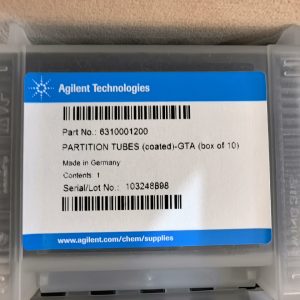 Agilent Technologies
Part No.: 6310001200
PARTITION TUBES (coated)-GTA (box of 10)
Made in Germany
Contents: 1
Serial/Lot No.: 103248898
www.agilent.com/chem/supplies